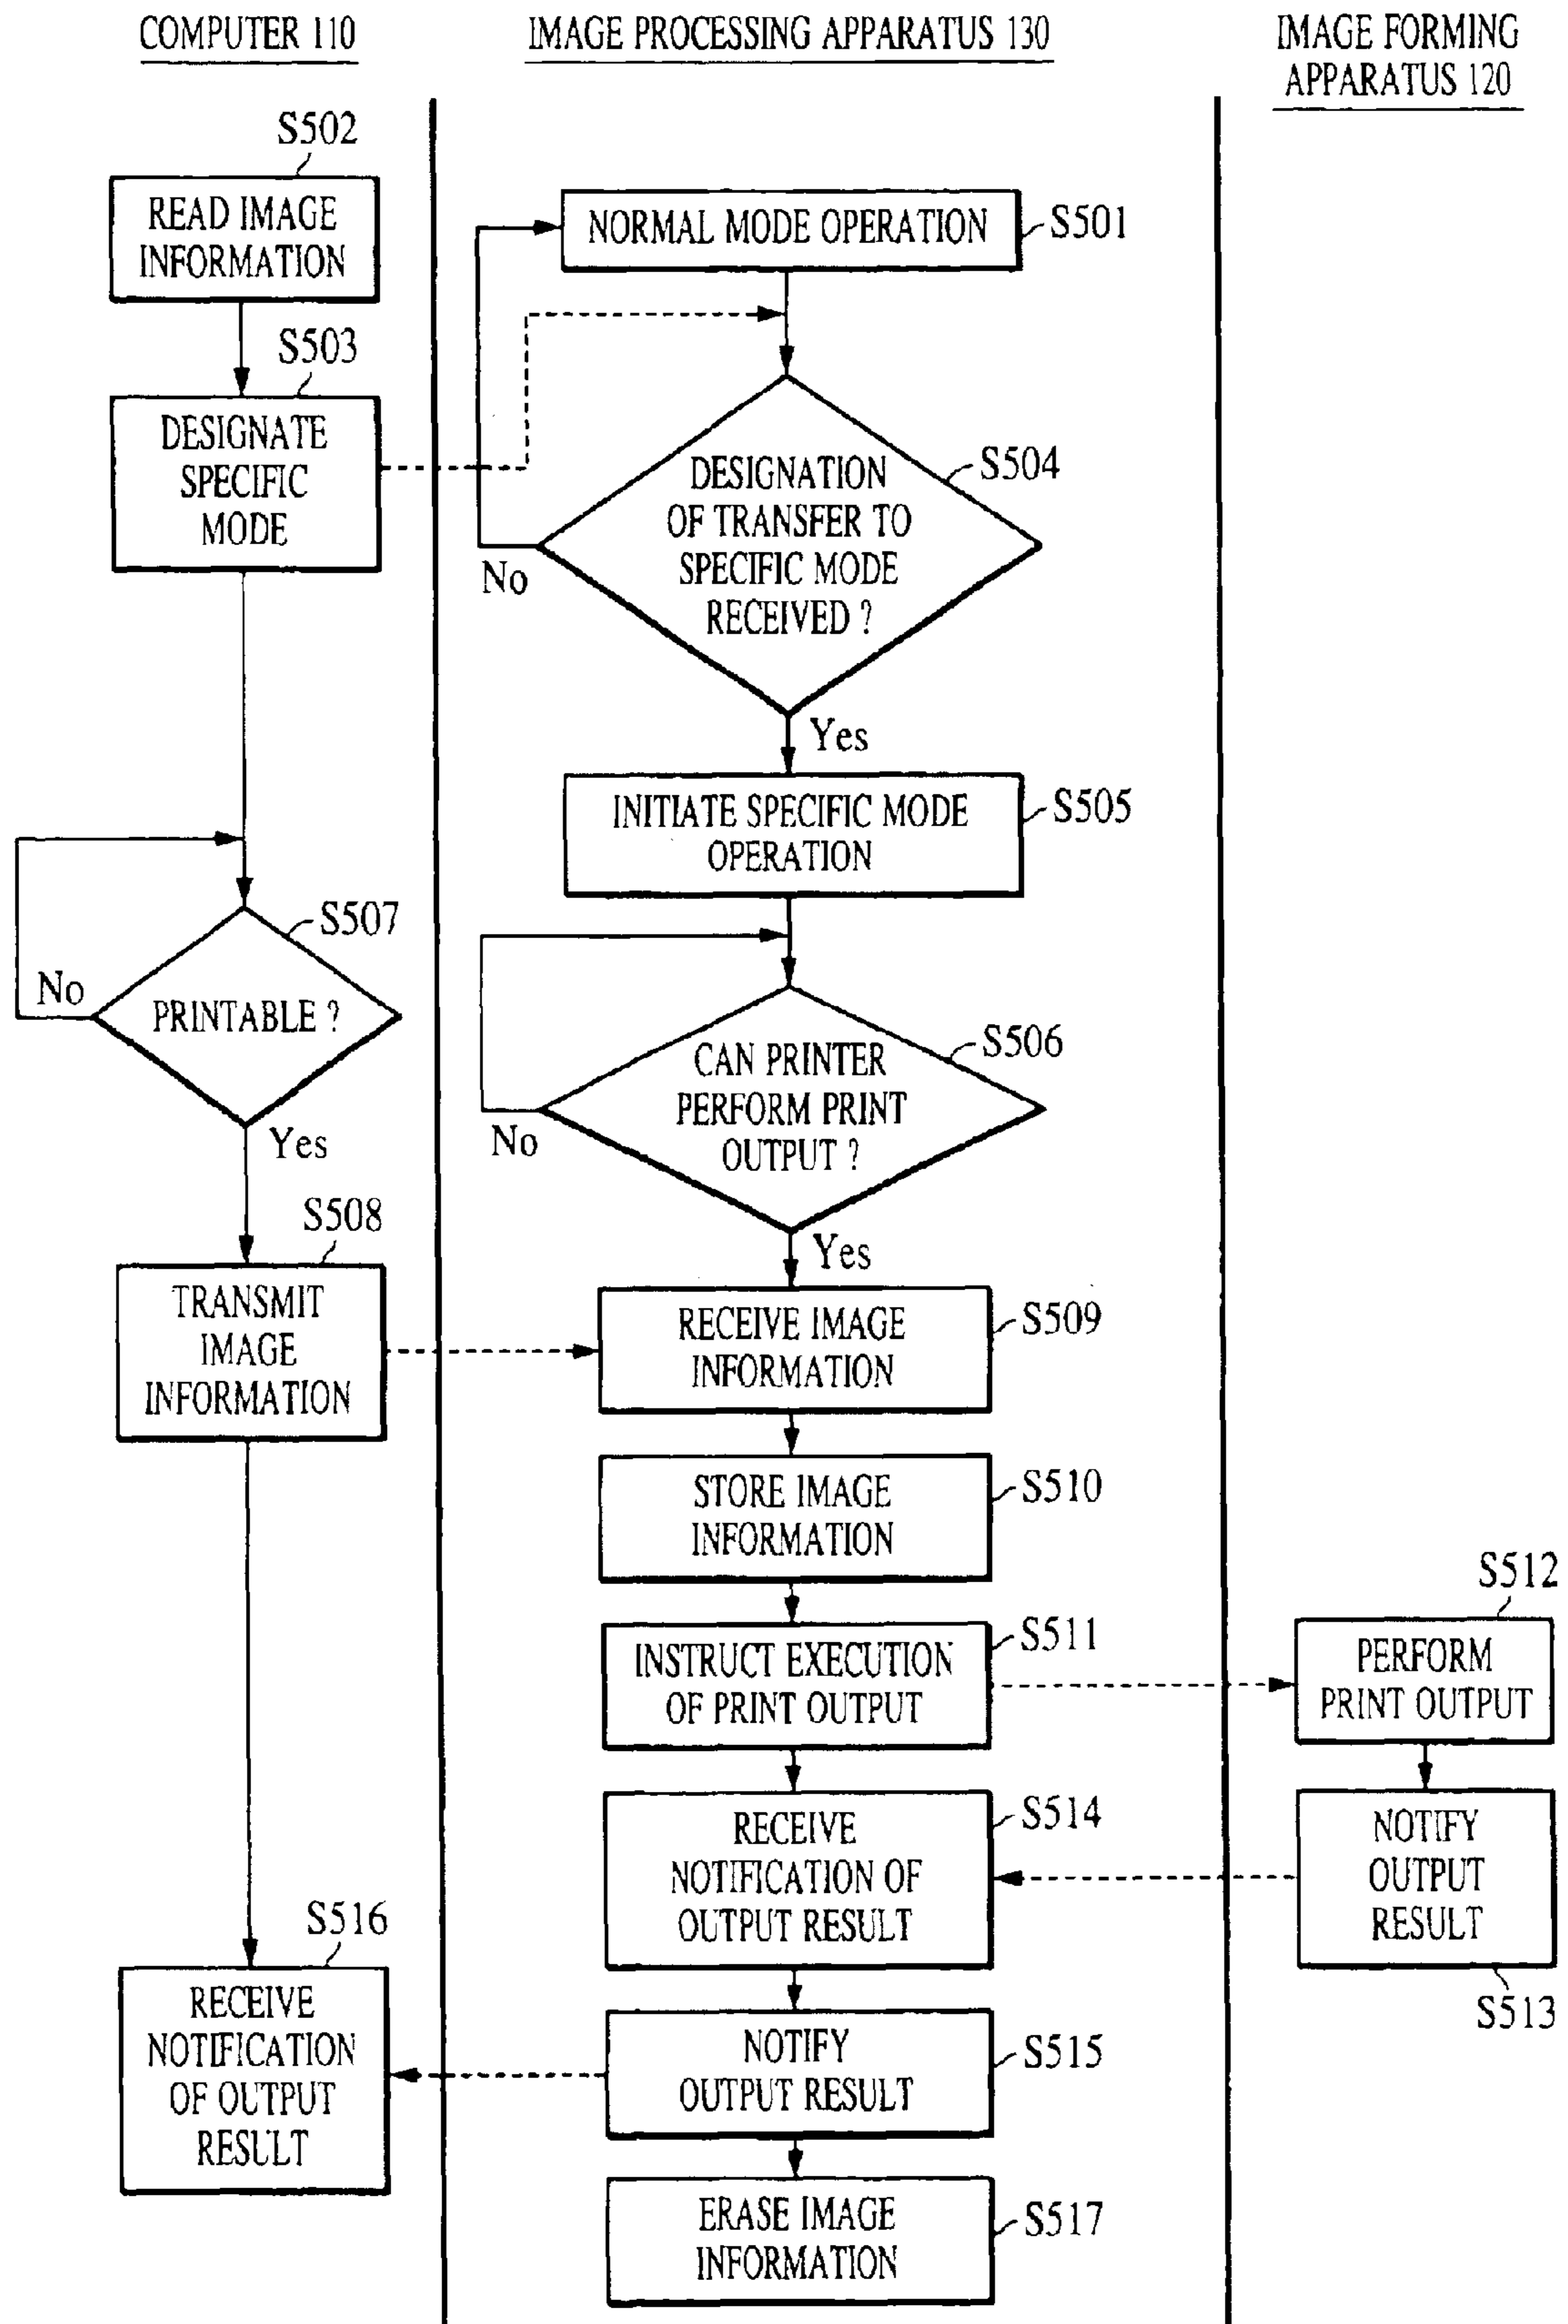 COMPUTER 110
IMAGE PROCESSING APPARATUS 130
IMAGE FORMING
APPARATUS 120
S502
READ IMAGE
INFORMATION
S503
DESIGNATE
SPECIFIC
MODE
NORMAL MODE OPERATION
S501
DESIGNATION
OF TRANSFER TO
SPECIFIC MODE
RECEIVED ?
S504
No
Yes
INITIATE SPECIFIC MODE
OPERATION
S505
S507
PRINTABLE ?
No
Yes
CAN PRINTER
PERFORM PRINT
OUTPUT ?
S506
No
Yes
S508
TRANSMIT
IMAGE
INFORMATION
RECEIVE IMAGE
INFORMATION
S509
STORE IMAGE
INFORMATION
S510
INSTRUCT EXECUTION
OF PRINT OUTPUT
S511
S512
PERFORM
PRINT OUTPUT
RECEIVE
NOTIFICATION OF
OUTPUT RESULT
S514
NOTIFY
OUTPUT
RESULT
S513
S516
RECEIVE
NOTIFICATION
OF OUTPUT
RESULT
NOTIFY
OUTPUT RESULT
S515
ERASE IMAGE
INFORMATION
S517